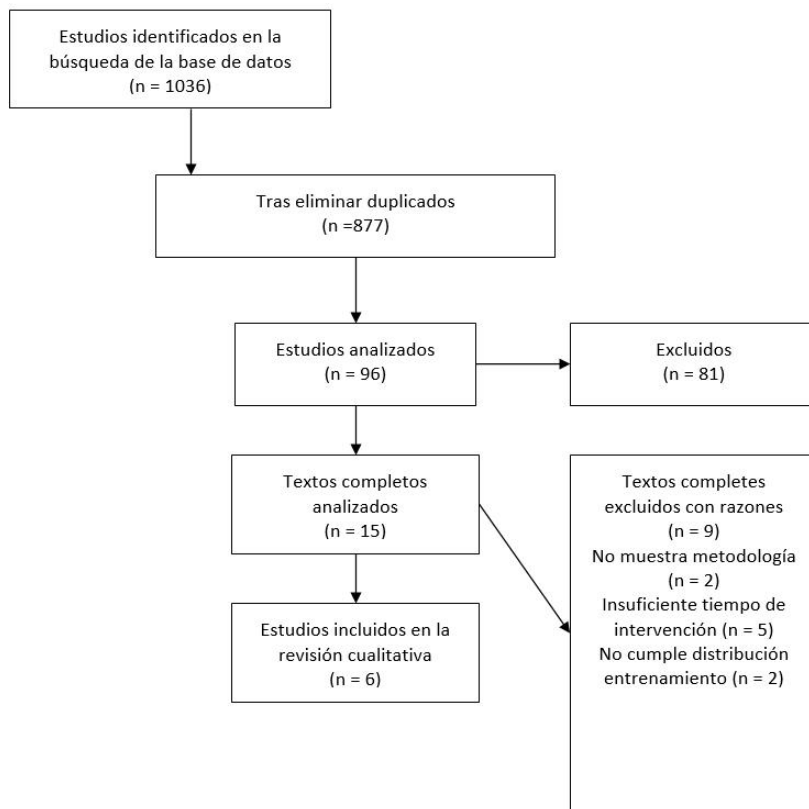 Estudios identificados en la
búsqueda de la base de datos
(n = 1036)
Tras eliminar duplicados
(n =877)
Estudios analizados
(n = 96)
Excluidos
(n = 81)
Textos completos
analizados
(n = 15)
Textos completes
excluidos con razones
(n = 9)
No muestra metodología
(n = 2)
Insuficiente tiempo de
intervención (n = 5)
No cumple distribución
entrenamiento (n = 2)
Estudios incluidos en la
revisión cualitativa
(n = 6)